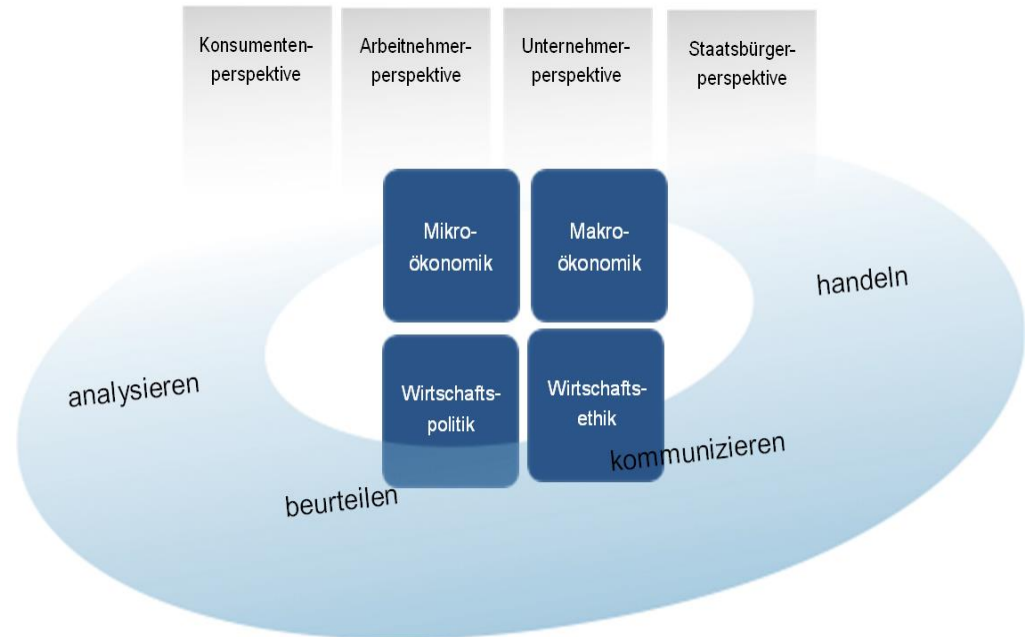 Konsumenten-
perspektive
Arbeitnehmer-
perspektive
Unternehmer-
perspektive
Staatsbürger-
perspektive
Mikro-
ökonomik
Makro-
ökonomik
handeln
analysieren
Wirtschafts-
politik
Wirtschafts-
ethik
kommunizieren
beurteilen